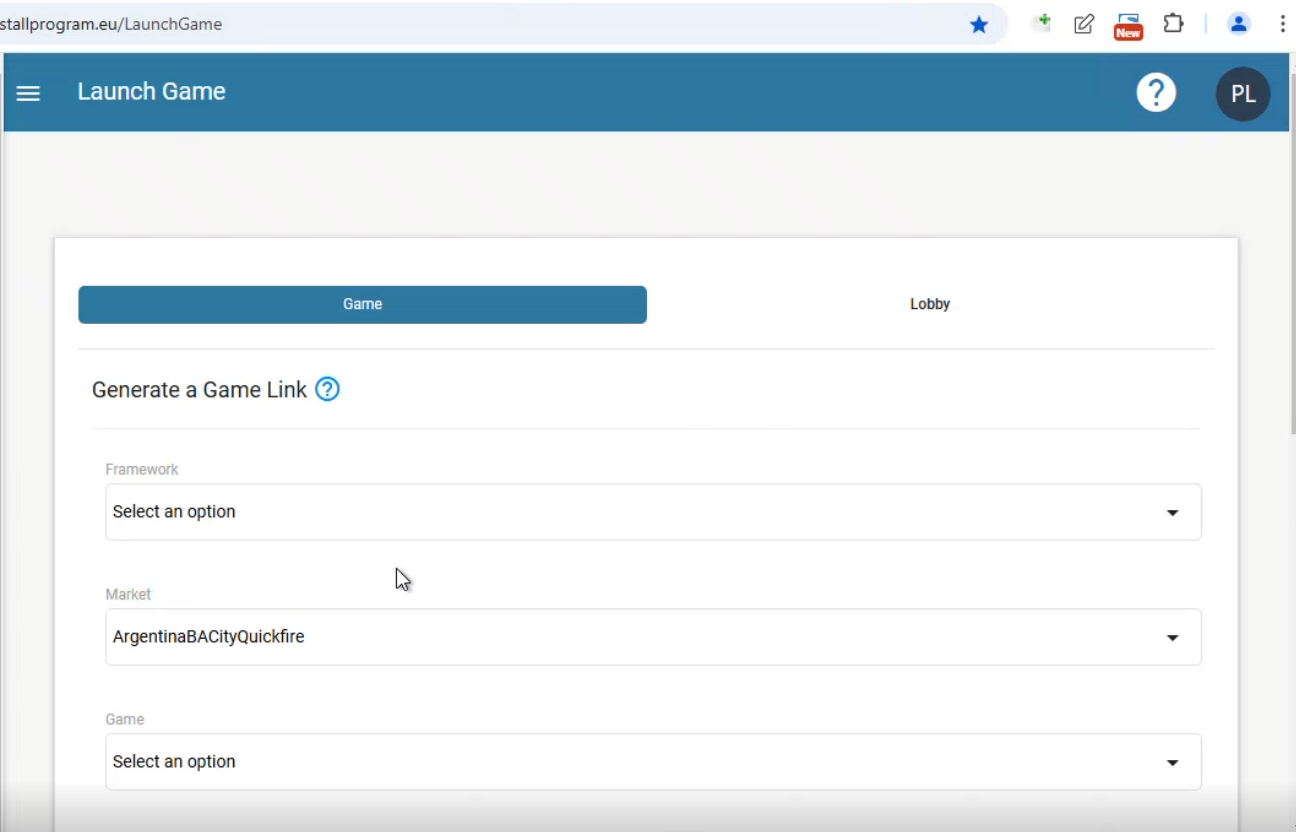 stallprogram.eu/LaunchGame
New
Launch Game
?
PL
Game
Lobby
Generate a Game Link ?
Framework
Select an option
Market
ArgentinaBACityQuickfire
Game
Select an option